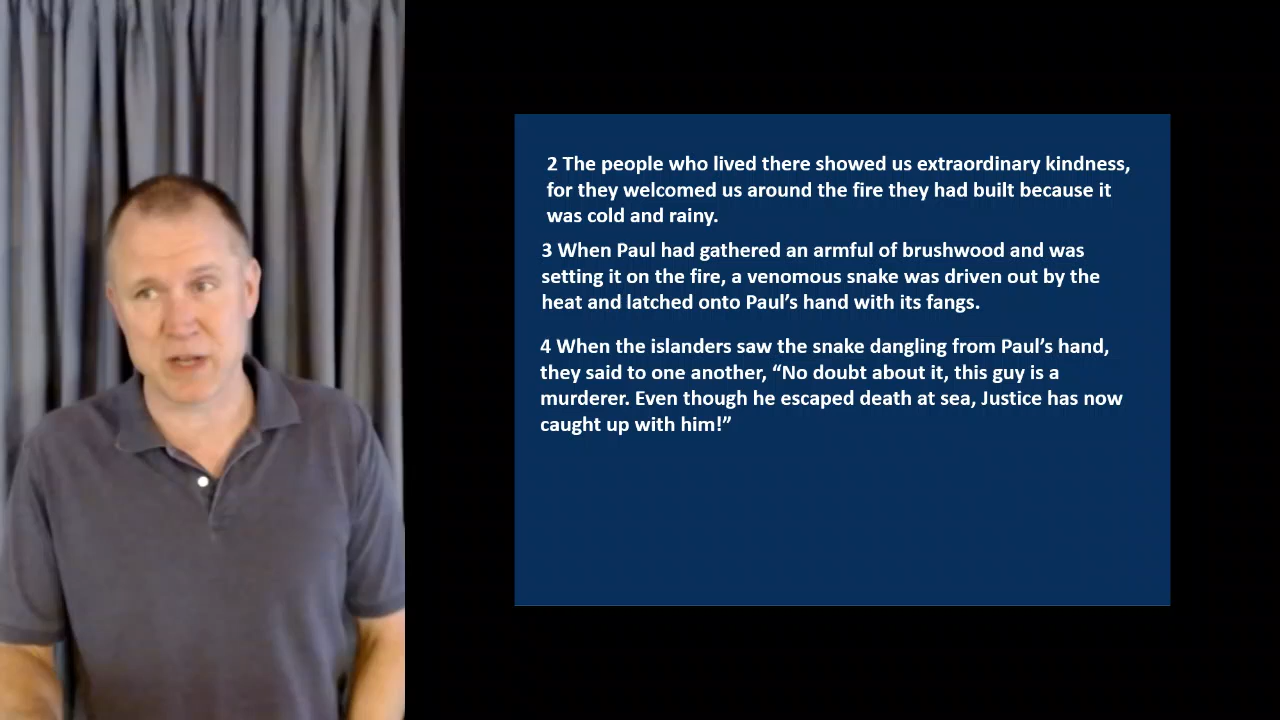 2 The people who lived there showed us extraordinary kindness,
for they welcomed us around the fire they had built because it
was cold and rainy.
3 When Paul had gathered an armful of brushwood and was
setting it on the fire, a venomous snake was driven out by the
heat and latched onto Paul’s hand with its fangs.
4 When the islanders saw the snake dangling from Paul’s hand,
they said to one another, “No doubt about it, this guy is a
murderer. Even though he escaped death at sea, Justice has now
caught up with him!”